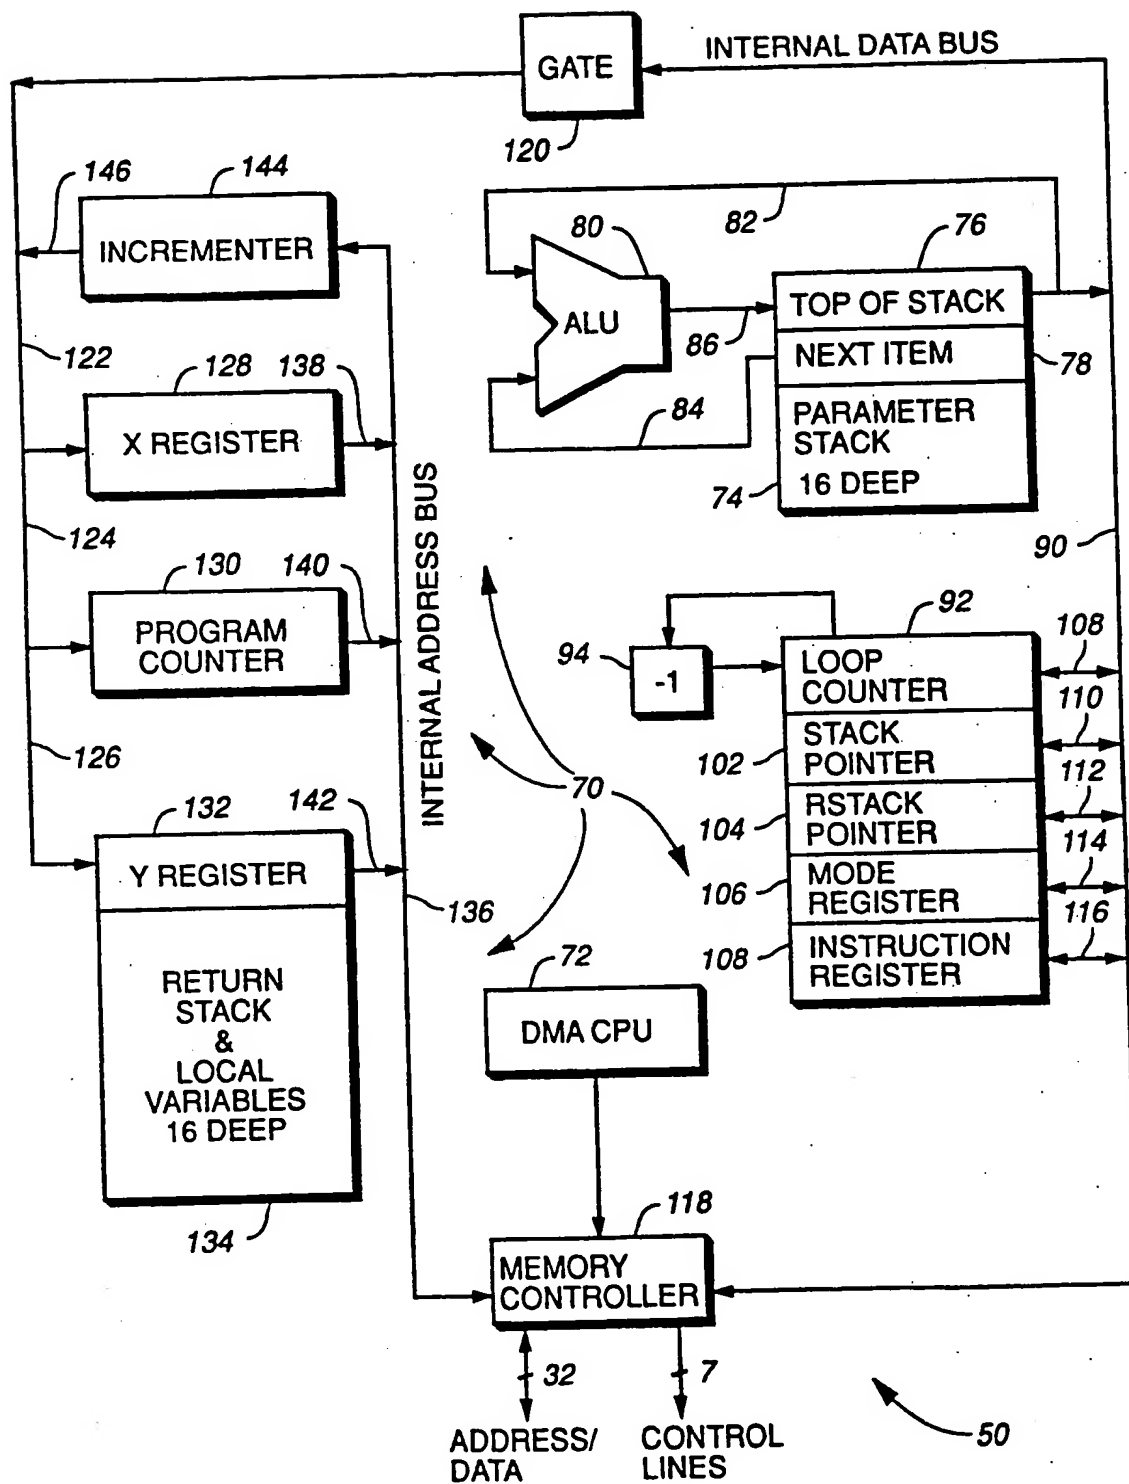 INTERNAL DATA BUS
GATE
120
146
144
INCREMENTER
82
80
76
ALU
86
TOP OF STACK
NEXT ITEM
78
PARAMETER
STACK
16 DEEP
84
74
122
128
138
X REGISTER
124
INTERNAL ADDRESS BUS
90
130
140
PROGRAM
COUNTER
92
94
-1
LOOP
COUNTER
108
110
STACK
POINTER
102
112
RSTACK
POINTER
104
114
MODE
REGISTER
106
116
INSTRUCTION
REGISTER
108
70
126
132
142
Y REGISTER
136
RETURN
STACK
&
LOCAL
VARIABLES
16 DEEP
134
72
DMA CPU
118
MEMORY
CONTROLLER
32
7
ADDRESS/
DATA
CONTROL
LINES
50